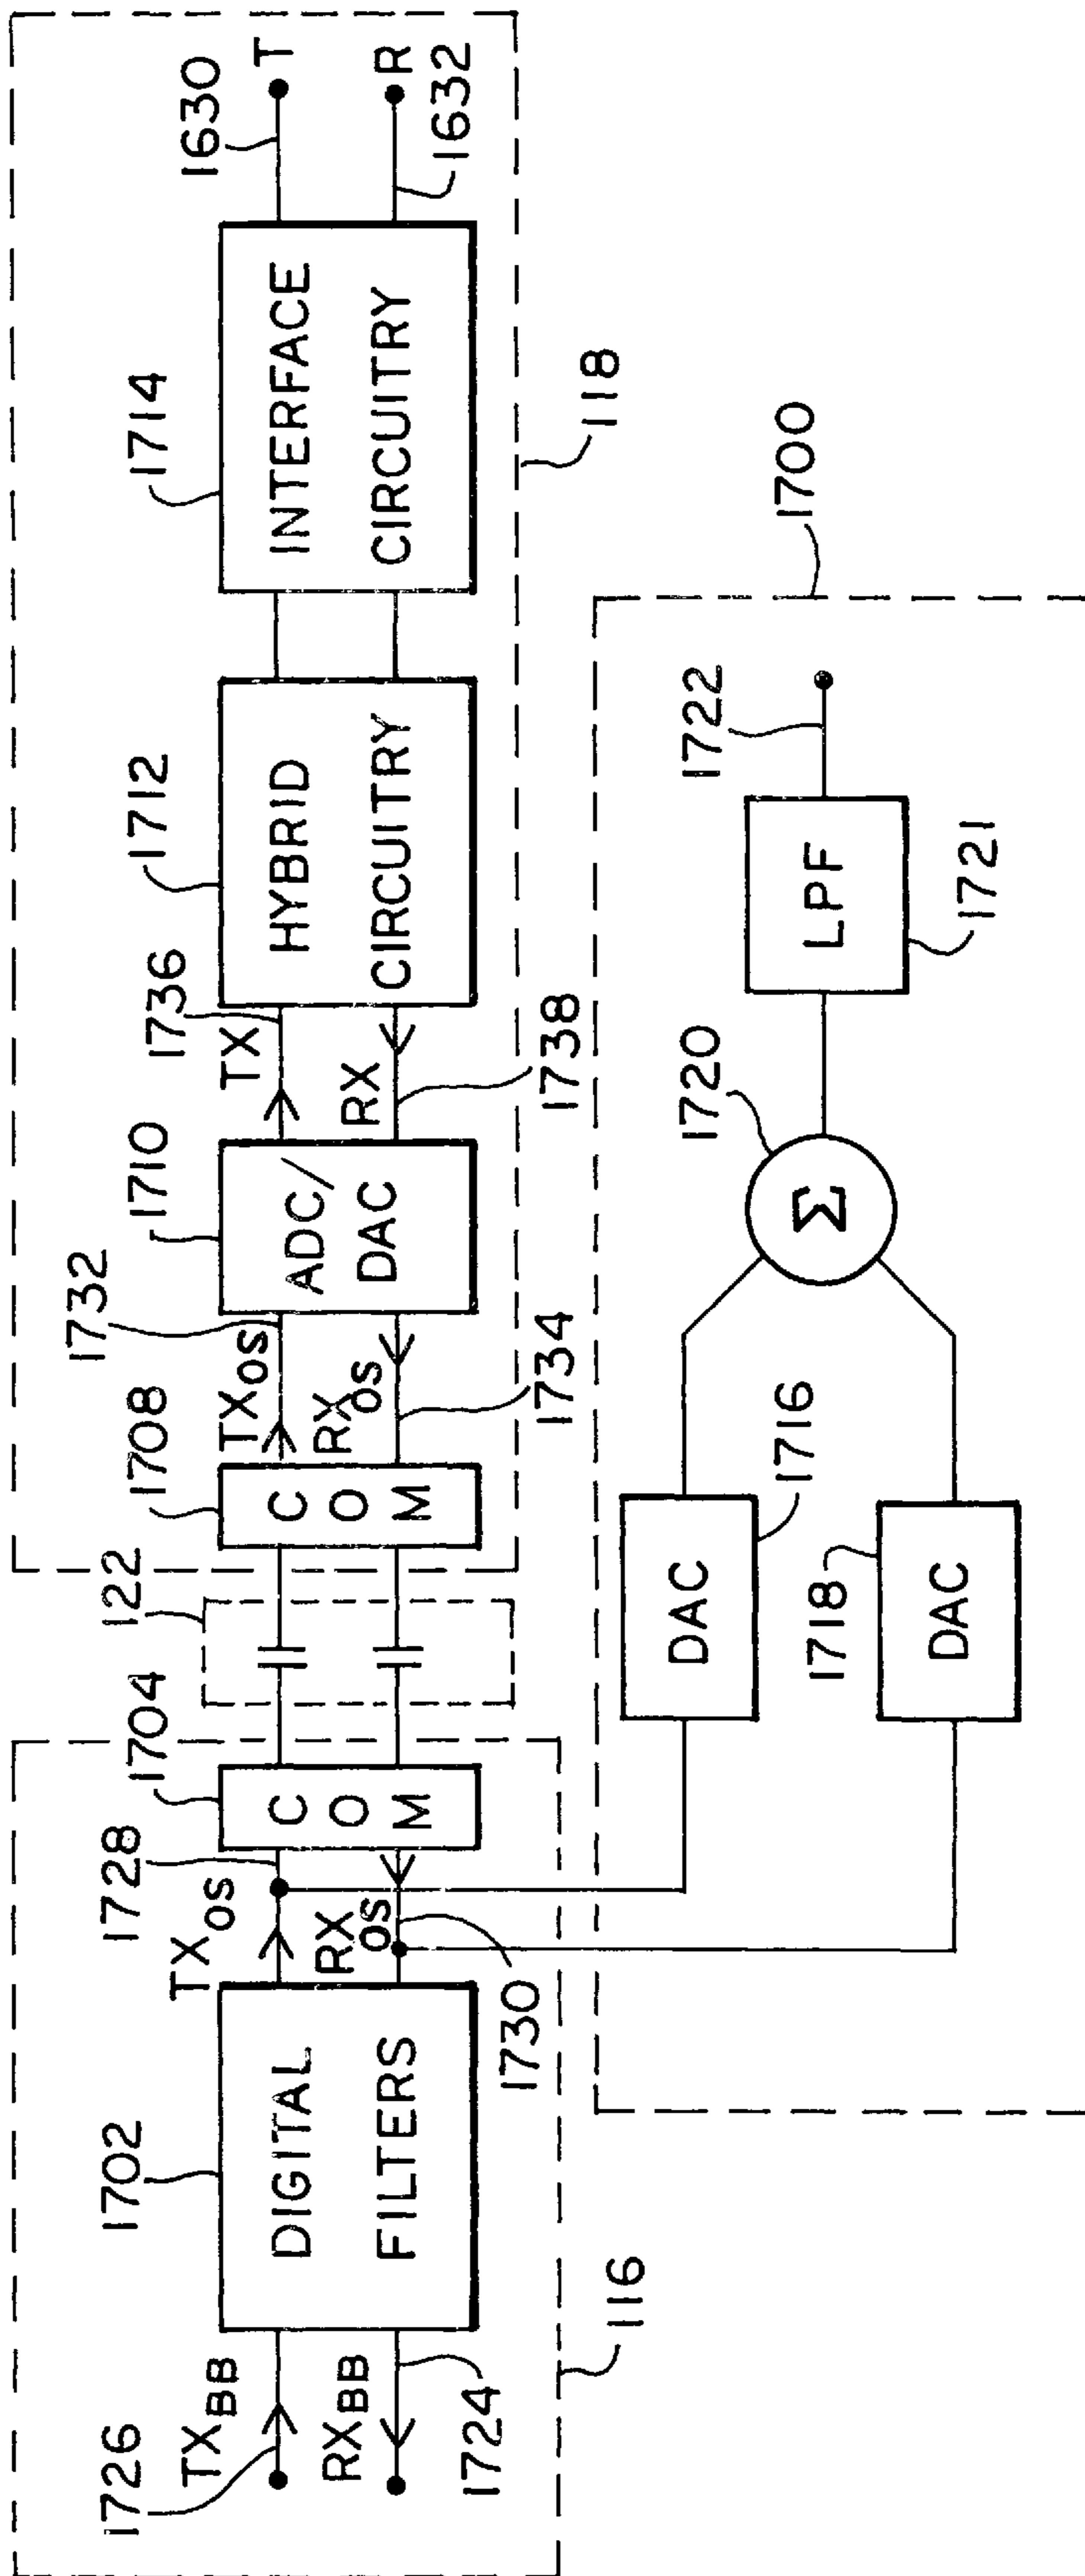 1630
T
R
1632
1714
INTERFACE
CIRCUITRY
118
1712
HYBRID
CIRCUITRY
1736
TX
RX
1738
1710
ADC/
DAC
1732
TXOS
RXOS
1734
1708
COM
122
1704
COM
1728
TXOS
RXOS
1730
1702
DIGITAL
FILTERS
116
1726
TXBB
RXBB
1724
1700
1722
LPF
1721
1720
Σ
1716
DAC
1718
DAC